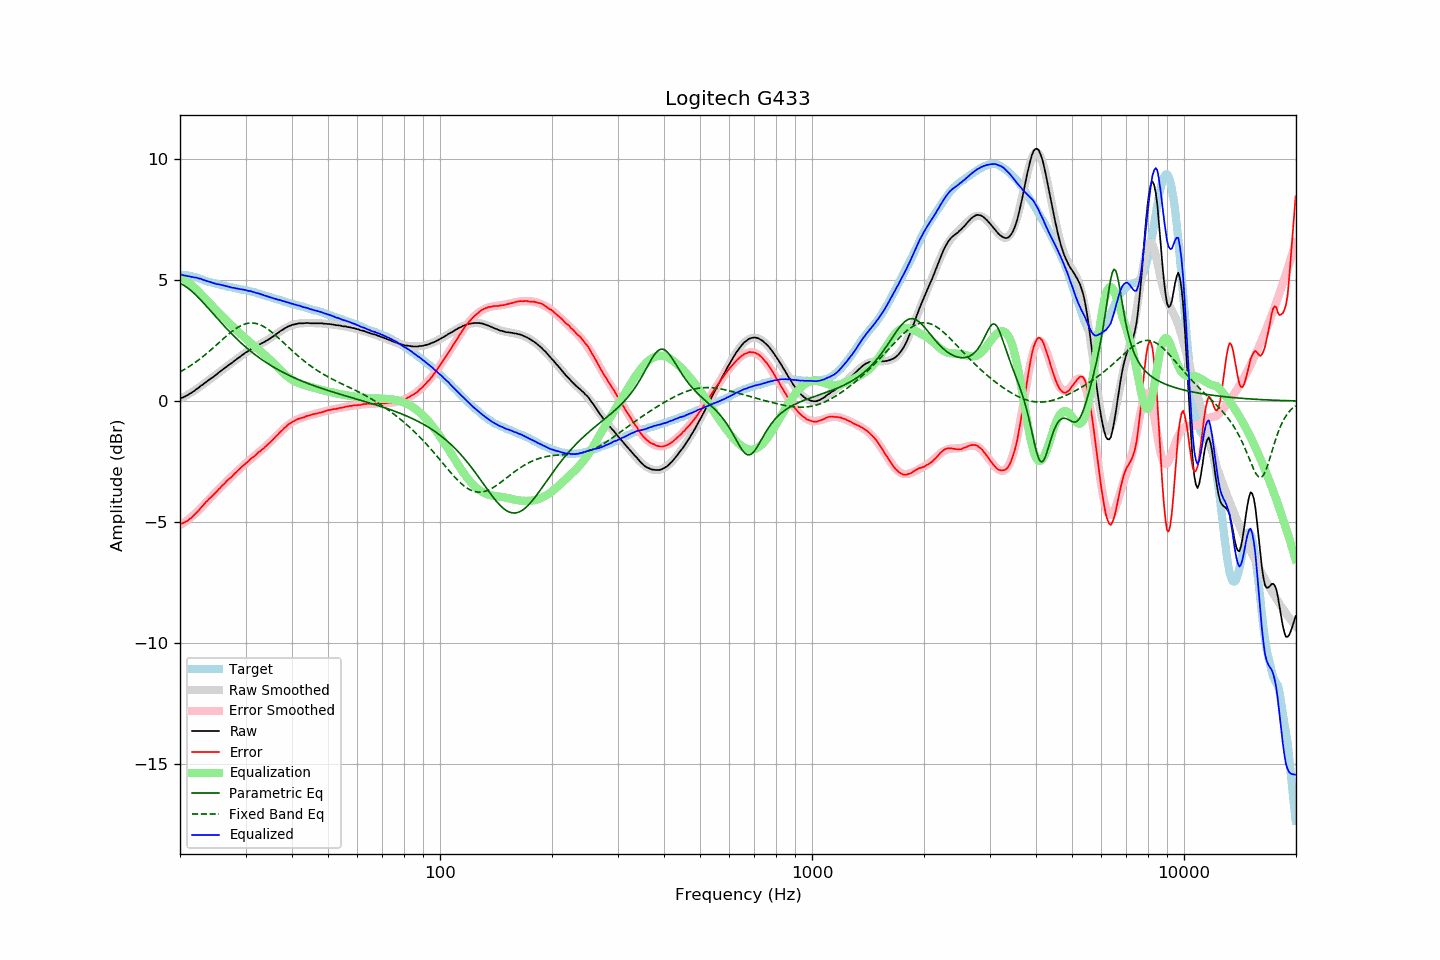 Logitech G433
10
5
0
−5
−10
−15
Amplitude (dBr)
Target
Raw Smoothed
Error Smoothed
Raw
Error
Equalization
Parametric Eq
Fixed Band Eq
Equalized
100
1000
10000
Frequency (Hz)